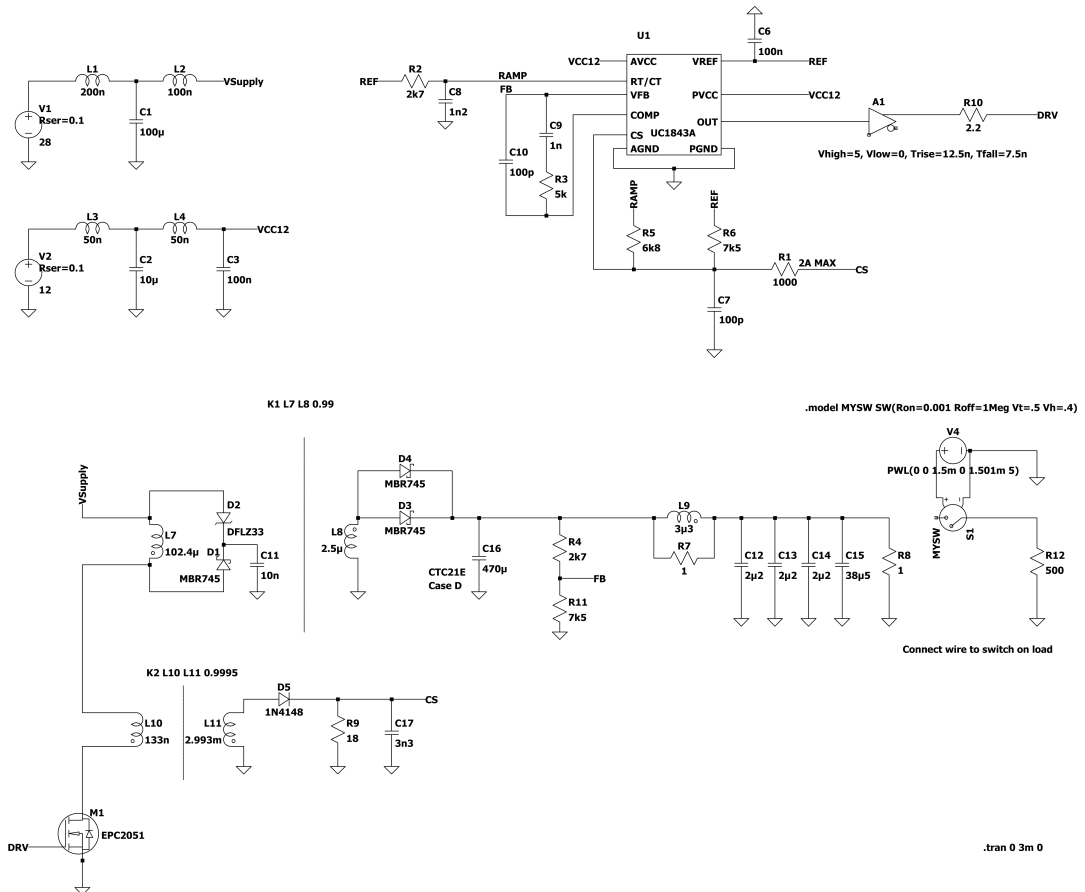 L1
200n
L2
100n
VSupply
V1
Rser=0.1
28
C1
100µ
L3
50n
L4
50n
VCC12
V2
Rser=0.1
12
C2
10µ
C3
100n
U1
C6
100n
REF
R2
2k7
RAMP
FB
C8
1n2
VCC12
AVCC
VREF
REF
RT/CT
VFB
PVCC
VCC12
COMP
OUT
CS
UC1843A
AGND
PGND
C9
1n
C10
100p
R3
5k
A1
R10
2.2
DRV
Vhigh=5, Vlow=0, Trise=12.5n, Tfall=7.5n
RAMP
REF
R5
6k8
R6
7k5
R1
1000
2A MAX
CS
C7
100p
K1 L7 L8 0.99
.model MYSW SW(Ron=0.001 Roff=1Meg Vt=.5 Vh=.4)
VSupply
L7
102.4µ
D2
DFLZ33
D1
MBR745
C11
10n
D4
MBR745
D3
MBR745
L8
2.5µ
C16
470µ
CTC21E
Case D
R4
2k7
FB
R11
7k5
L9
3µ3
R7
1
C12
2µ2
C13
2µ2
C14
2µ2
C15
38µ5
R8
1
V4
PWL(0 0 1.5m 0 1.501m 5)
MYSW
S1
R12
500
Connect wire to switch on load
K2 L10 L11 0.9995
L10
133n
L11
2.993m
D5
1N4148
CS
R9
18
C17
3n3
M1
EPC2051
DRV
.tran 0 3m 0